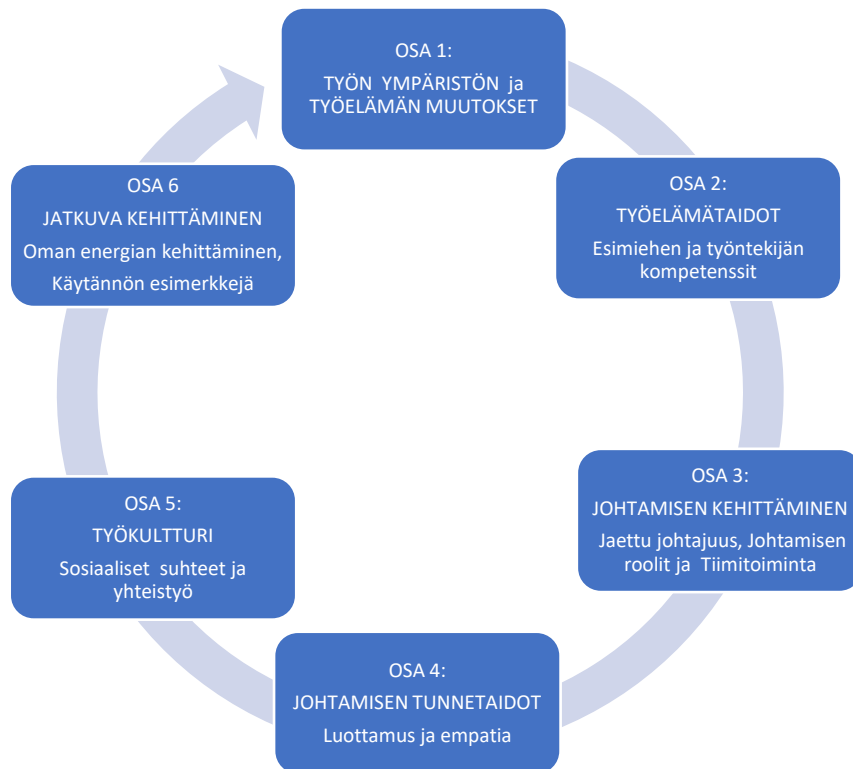 OSA 1:
TYÖN YMPÄRISTÖN ja
TYÖELÄMÄN MUUTOKSET
OSA 2:
TYÖELÄMÄTAIDOT
Esimiehen ja työntekijän
kompetenssit
OSA 3:
JOHTAMISEN KEHITTÄMINEN
Jaettu johtajuus, Johtamisen
roolit ja Tiimitoiminta
OSA 4:
JOHTAMISEN TUNNETAIDOT
Luottamus ja empatia
OSA 5:
TYÖKULTTURI
Sosiaaliset suhteet ja
yhteistyö
OSA 6
JATKUVA KEHITTÄMINEN
Oman energian kehittäminen,
Käytännön esimerkkejä